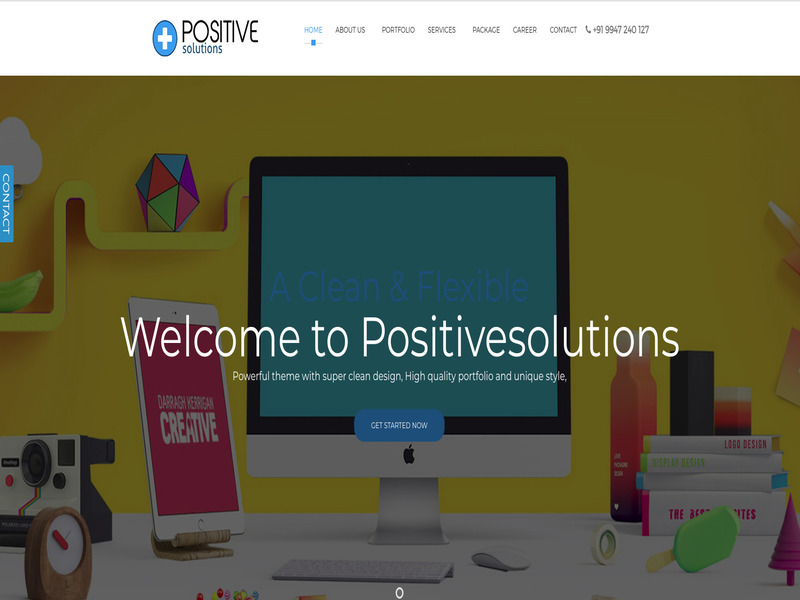 POSITIVE
solutions
HOME
ABOUT US
PORTFOLIO
SERVICES
PACKAGE
CAREER
CONTACT
+91 9947 240 127
CONTACT
A Clean & Flexible
Welcome to Positivesolutions
Powerful theme with super clean design, High quality portfolio and unique style,
GET STARTED NOW
DARRAGH KERRIGAN
CREATIVE
LOGO DESIGN
DISPLAY DESIGN
THE BEST